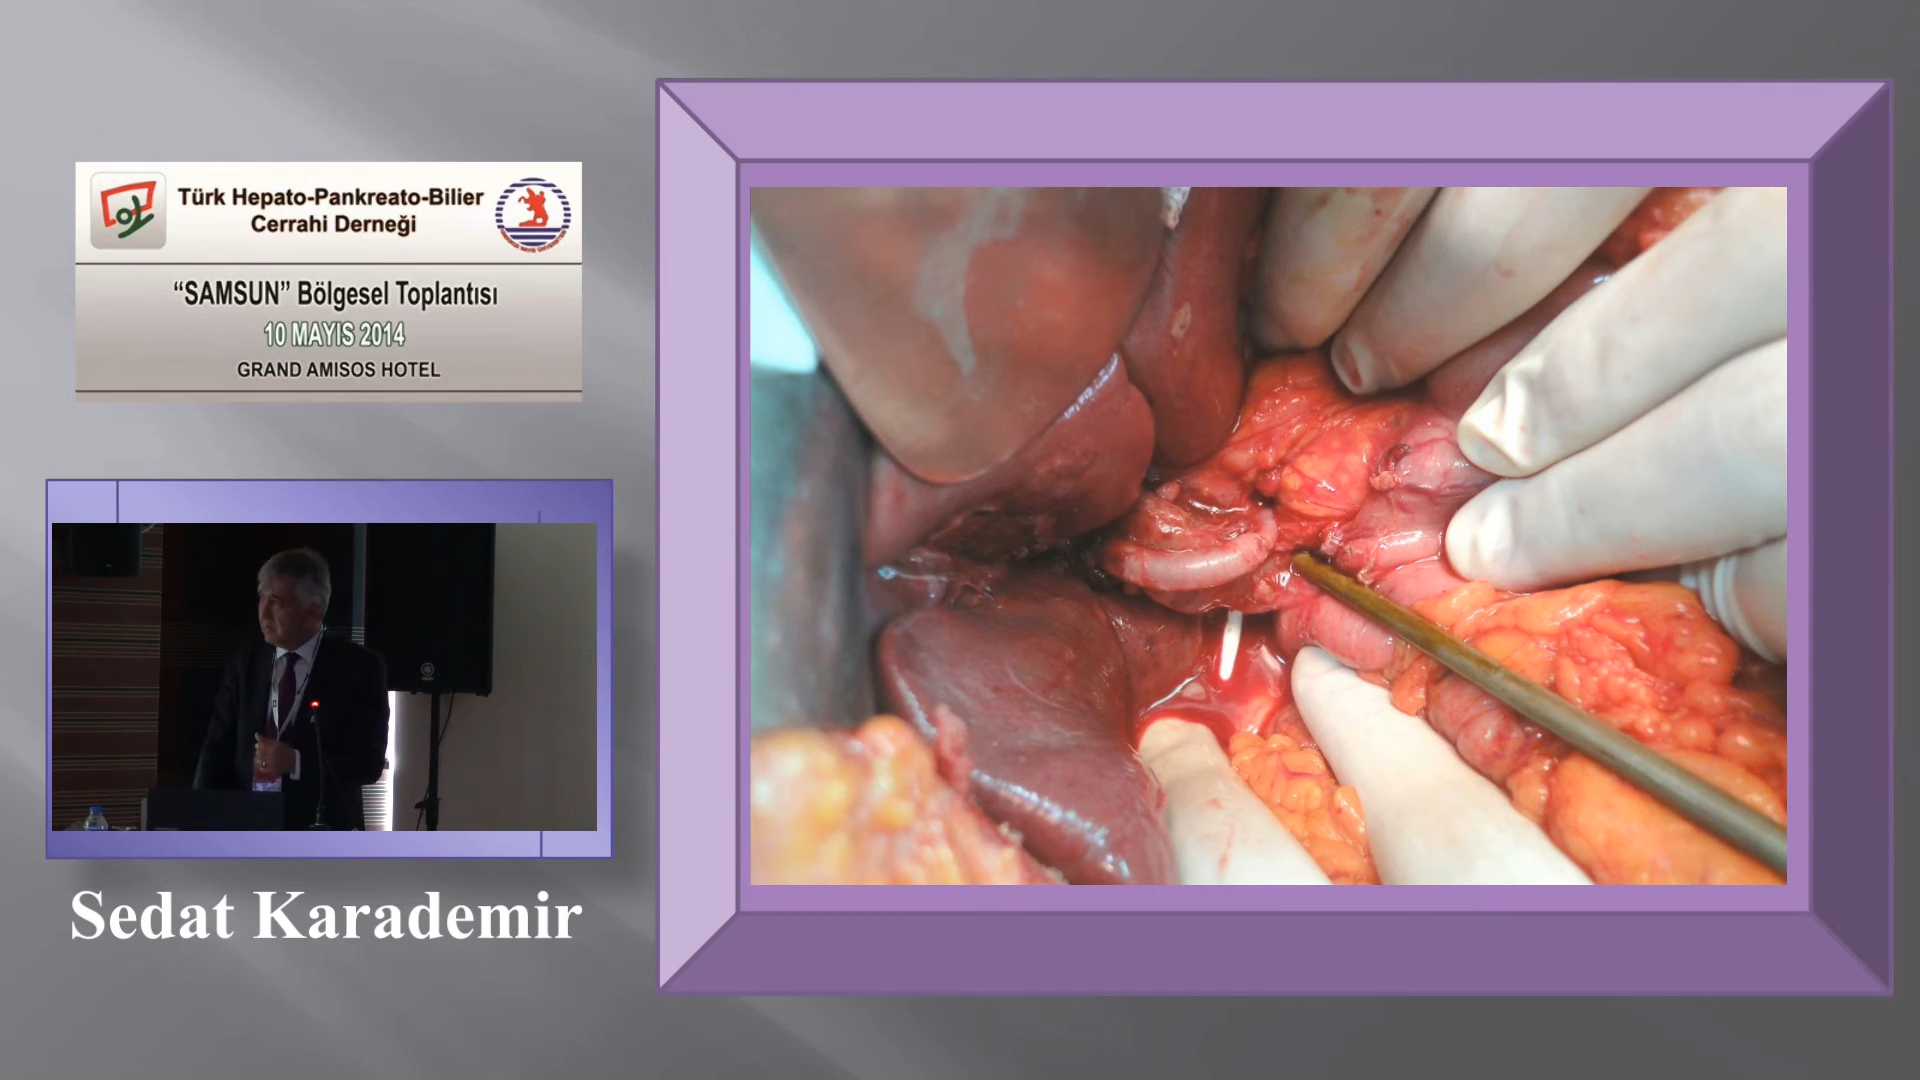 Türk Hepato-Pankreato-Bilier
Cerrahi Derneği
“SAMSUN” Bölgesel Toplantısı
10 MAYIS 2014
GRAND AMISOS HOTEL
Sedat Karademir